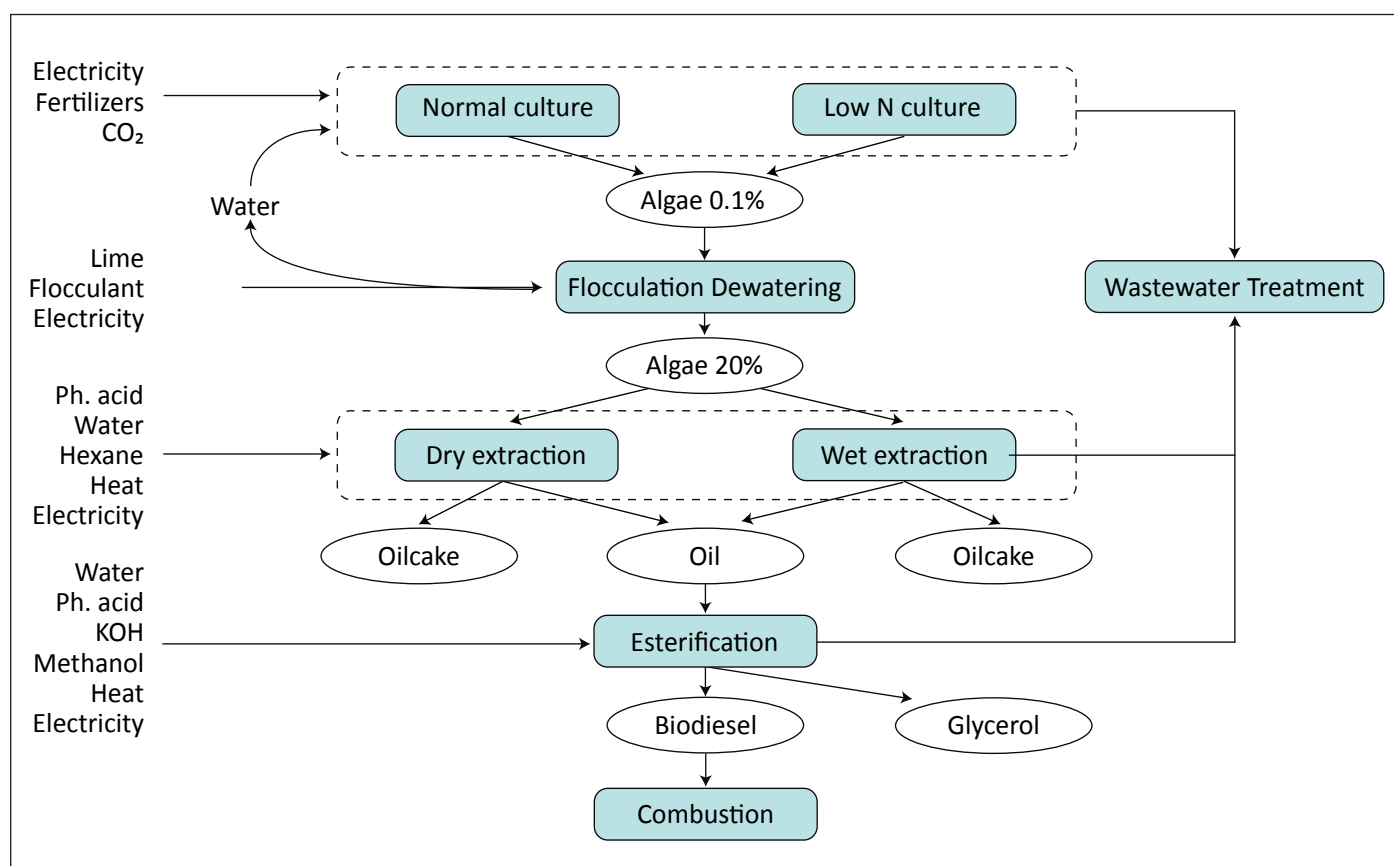 Electricity
Fertilizers
CO₂
Normal culture
Low N culture
Algae 0.1%
Water
Lime
Flocculant
Electricity
Flocculation Dewatering
Wastewater Treatment
Algae 20%
Ph. acid
Water
Hexane
Heat
Electricity
Dry extraction
Wet extraction
Oilcake
Oil
Oilcake
Water
Ph. acid
KOH
Methanol
Heat
Electricity
Esterification
Biodiesel
Glycerol
Combustion